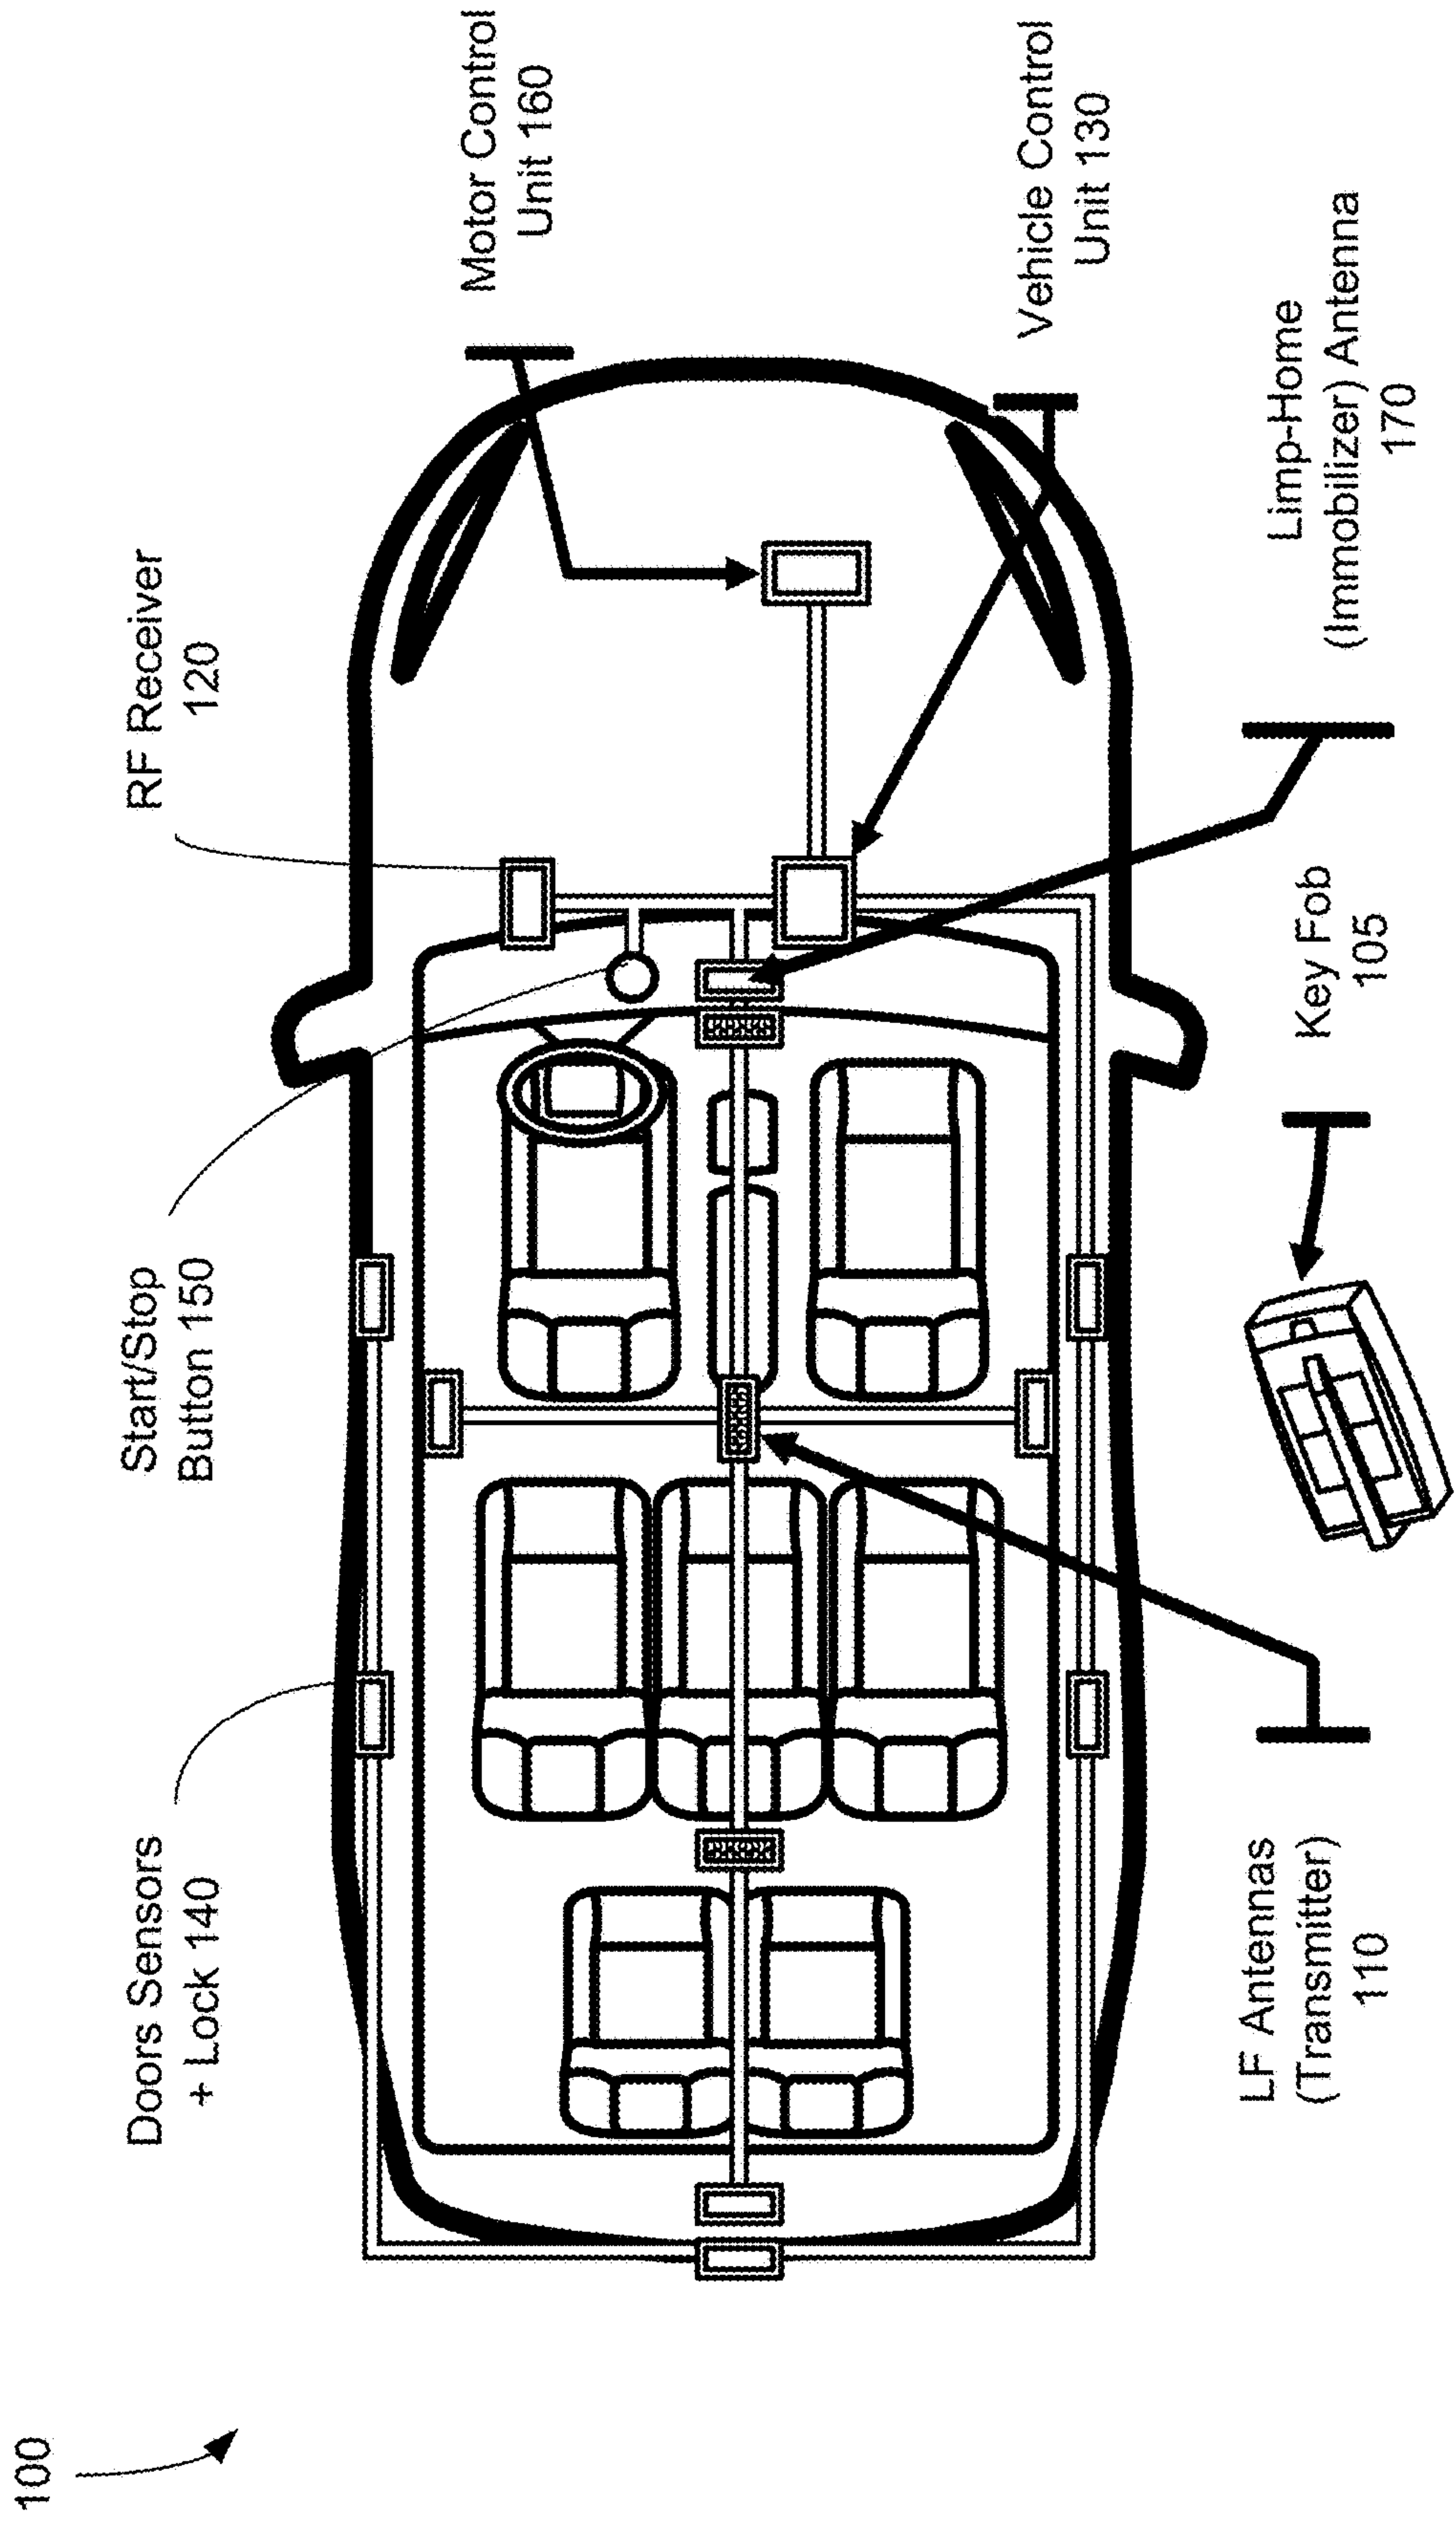 100
Doors Sensors
+ Lock 140
Start/Stop
Button 150
RF Receiver
120
Motor Control
Unit 160
Vehicle Control
Unit 130
LF Antennas
(Transmitter)
110
Key Fob
105
Limp-Home
(Immobilizer) Antenna
170